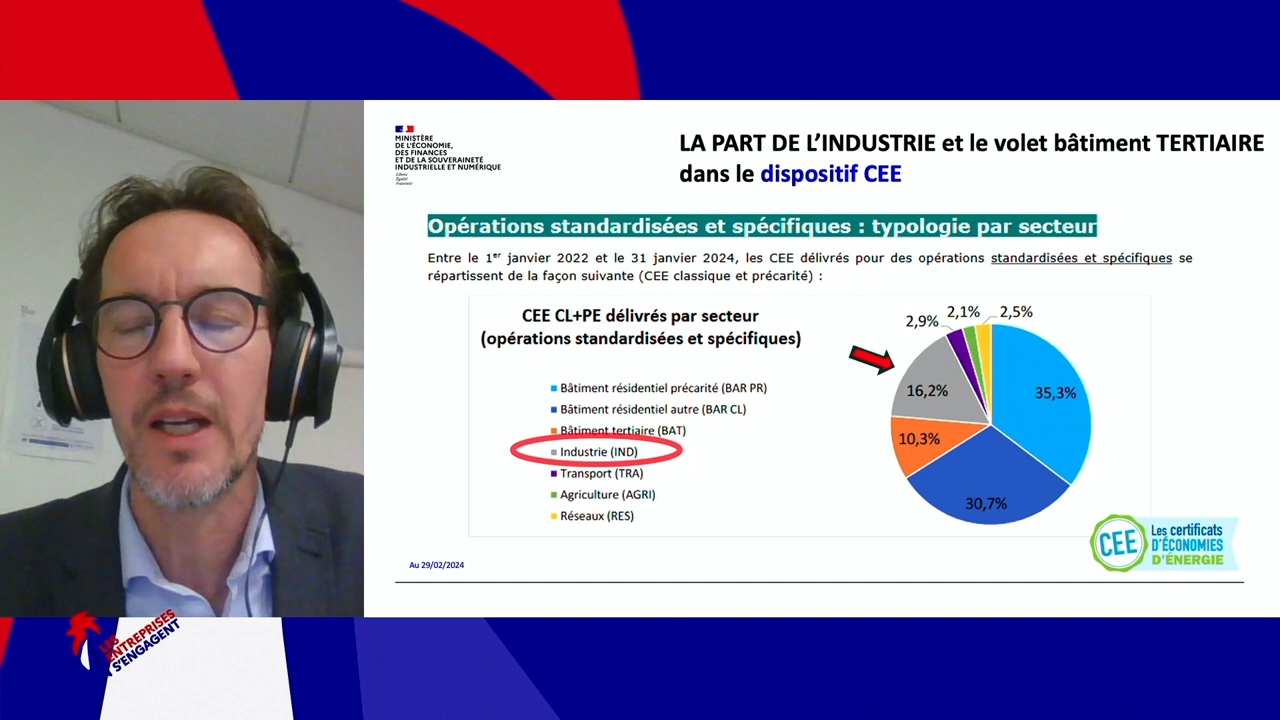 MINISTÈRE
DE L'ÉCONOMIE,
DES FINANCES
ET DE LA SOUVERAINETÉ
INDUSTRIELLE ET NUMÉRIQUE
Liberté
Égalité
Fraternité
LA PART DE L'INDUSTRIE et le volet bâtiment TERTIAIRE
dans le dispositif CEE
Opérations standardisées et spécifiques : typologie par secteur
Entre le 1er janvier 2022 et le 31 janvier 2024, les CEE délivrés pour des opérations standardisées et spécifiques se
répartissent de la façon suivante (CEE classique et précarité) :
CEE CL+PE délivrés par secteur
(opérations standardisées et spécifiques)
Bâtiment résidentiel précarité (BAR PR)
Bâtiment résidentiel autre (BAR CL)
Bâtiment tertiaire (BAT)
Industrie (IND)
Transport (TRA)
Agriculture (AGRI)
Réseaux (RES)
2,9%
2,1%
2,5%
16,2%
35,3%
10,3%
30,7%
CEE
Les certificats
D'ÉCONOMIES
D'ÉNERGIE
Au 29/02/2024
LES
ENTREPRISES
S'ENGAGENT